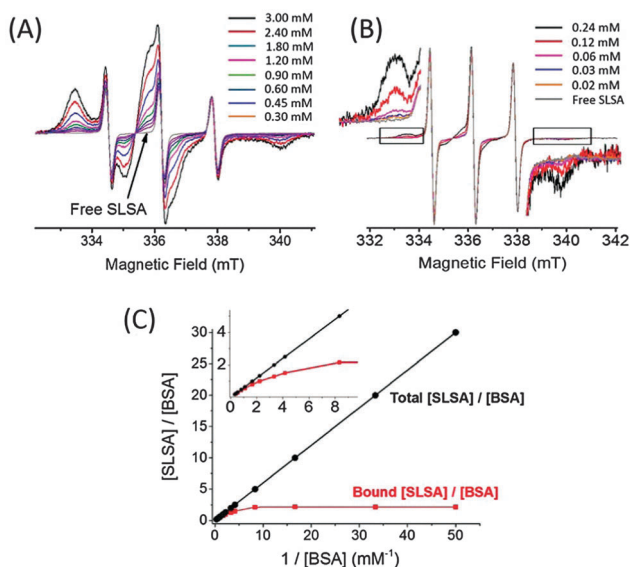 (A)
3.00 mM
2.40 mM
1.80 mM
1.20 mM
0.90 mM
0.60 mM
0.45 mM
0.30 mM
Free SLSA
334 336 338 340
Magnetic Field (mT)
(B)
0.24 mM
0.12 mM
0.06 mM
0.03 mM
0.02 mM
Free SLSA
332 334 336 338 340 342
Magnetic Field (mT)
(C)
[SLSA] / [BSA]
30
25
20
15
10
5
0
4
2
0 2 4 6 8
Total [SLSA] / [BSA]
Bound [SLSA] / [BSA]
0 10 20 30 40 50
1 / [BSA] (mM⁻¹)